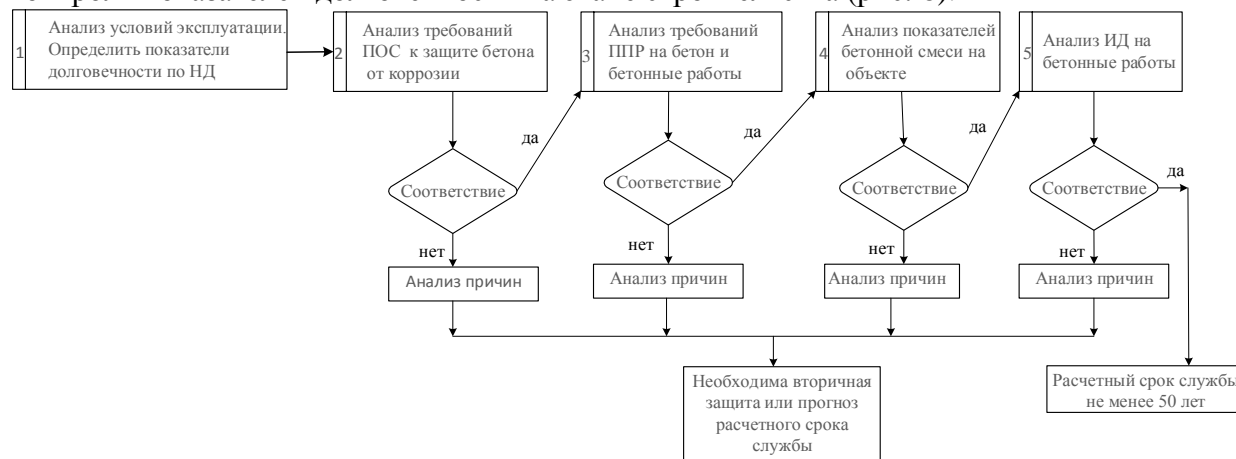 1
Анализ условий эксплуатации.
Определить показатели
долговечности по НД
2
Анализ требований
ПОС к защите бетона
от коррозии
3
Анализ требований
ППР на бетон и
бетонные работы
4
Анализ показателей
бетонной смеси на
объекте
5
Анализ ИД на
бетонные работы
да
да
да
Соответствие
Соответствие
Соответствие
Соответствие
да
нет
нет
нет
нет
Анализ причин
Анализ причин
Анализ причин
Анализ причин
Необходима вторичная
защита или прогноз
расчетного срока
службы
Расчетный срок службы
не менее 50 лет